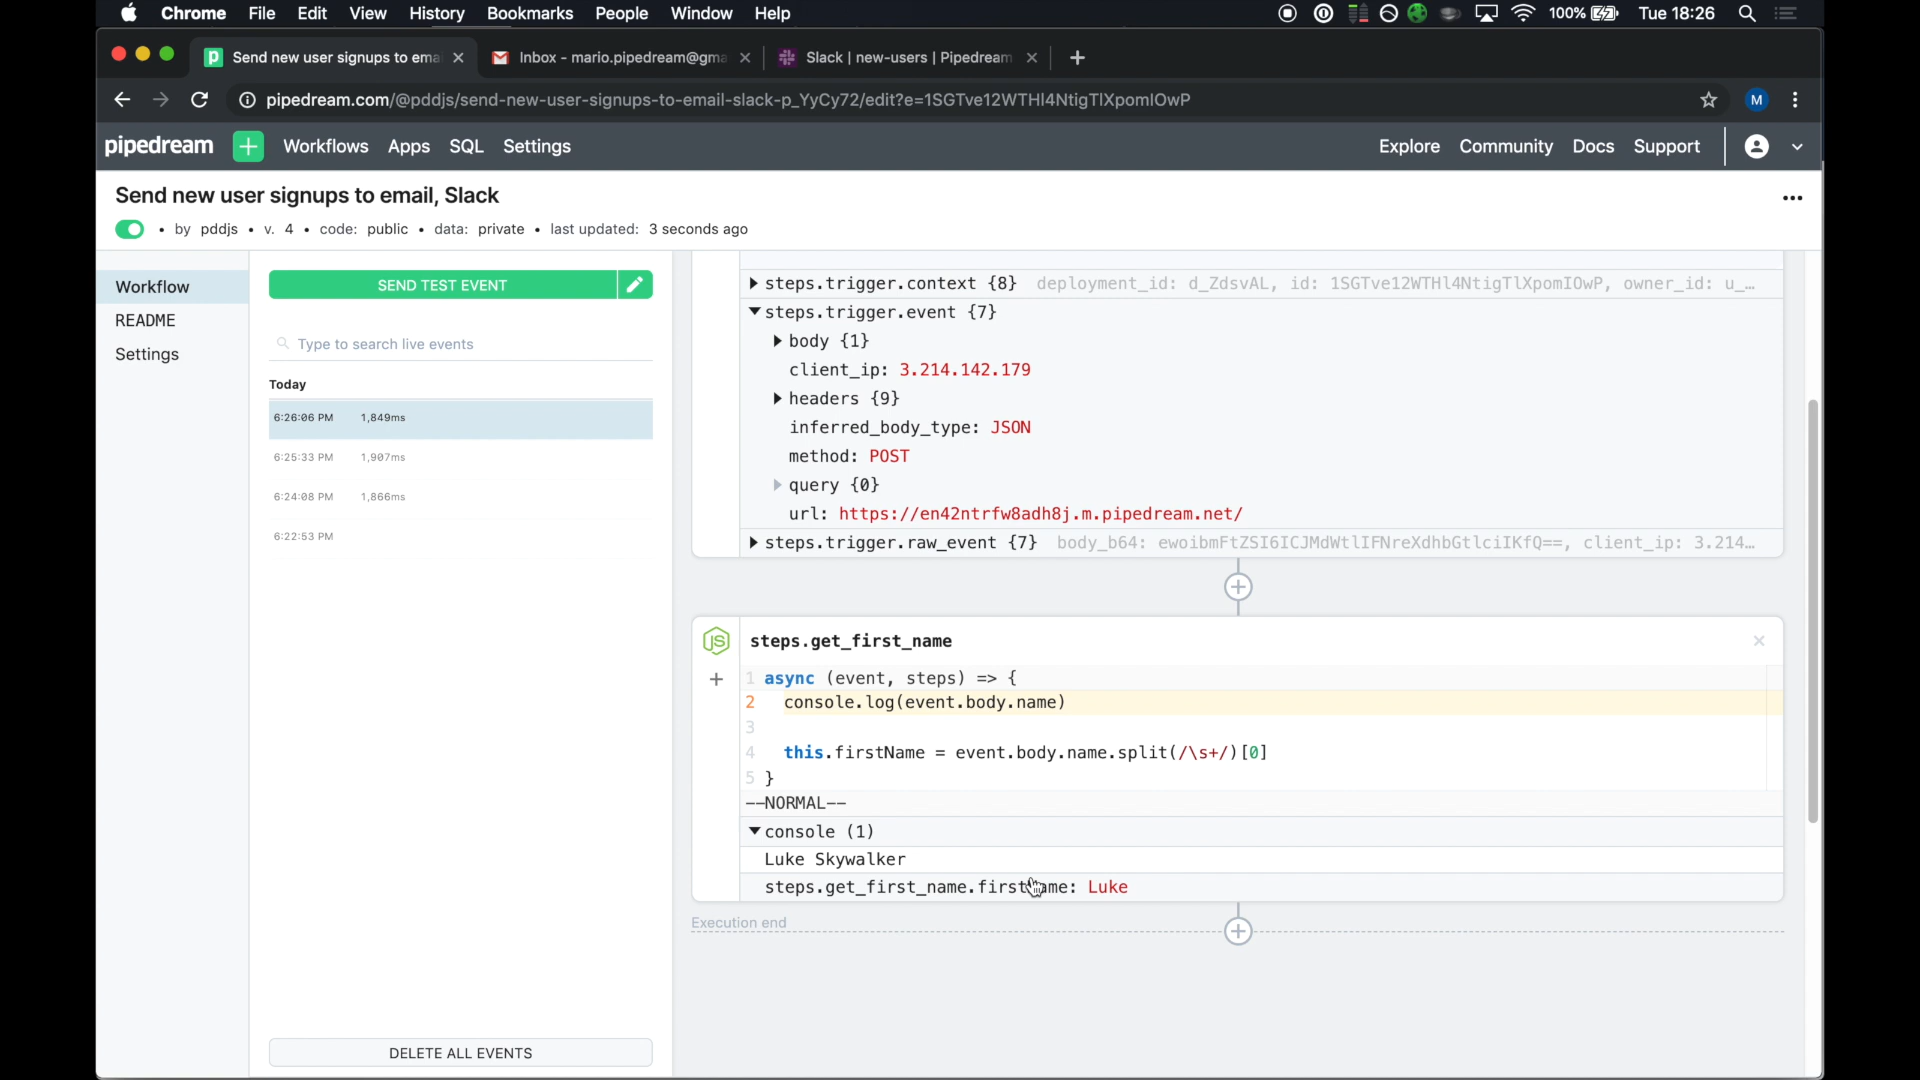 Chrome File Edit View History Bookmarks People Window Help 100% Tue 18:26
Send new user signups to ema Inbox - mario.pipedream@gma Slack | new-users | Pipedream
pipedream.com/@pddjs/send-new-user-signups-to-email-slack-p_YyCy72/edit?e=1SGTve12WTHl4NtigTlXpomIOwP M
pipedream + Workflows Apps SQL Settings Explore Community Docs Support
Send new user signups to email, Slack
• by pddjs • v. 4 • code: public • data: private • last updated: 3 seconds ago
Workflow
README
Settings
SEND TEST EVENT
Type to search live events
Today
6:26:06 PM 1,849ms
6:25:33 PM 1,907ms
6:24:08 PM 1,866ms
6:22:53 PM
DELETE ALL EVENTS
steps.trigger.context {8} deployment_id: d_ZdsvAL, id: 1SGTve12WTHl4NtigTlXpomIOwP, owner_id: u_…
steps.trigger.event {7}
body {1}
client_ip: 3.214.142.179
headers {9}
inferred_body_type: JSON
method: POST
query {0}
url: https://en42ntrfw8adh8j.m.pipedream.net/
steps.trigger.raw_event {7} body_b64: ewoibmFtZSI6ICJMdWtlIFNreXdhbGtlciIKfQ==, client_ip: 3.214…
JS steps.get_first_name
1 async (event, steps) => {
2 console.log(event.body.name)
3
4 this.firstName = event.body.name.split(/\s+/)[0]
5 }
--NORMAL--
console (1)
Luke Skywalker
steps.get_first_name.firstName: Luke
Execution end